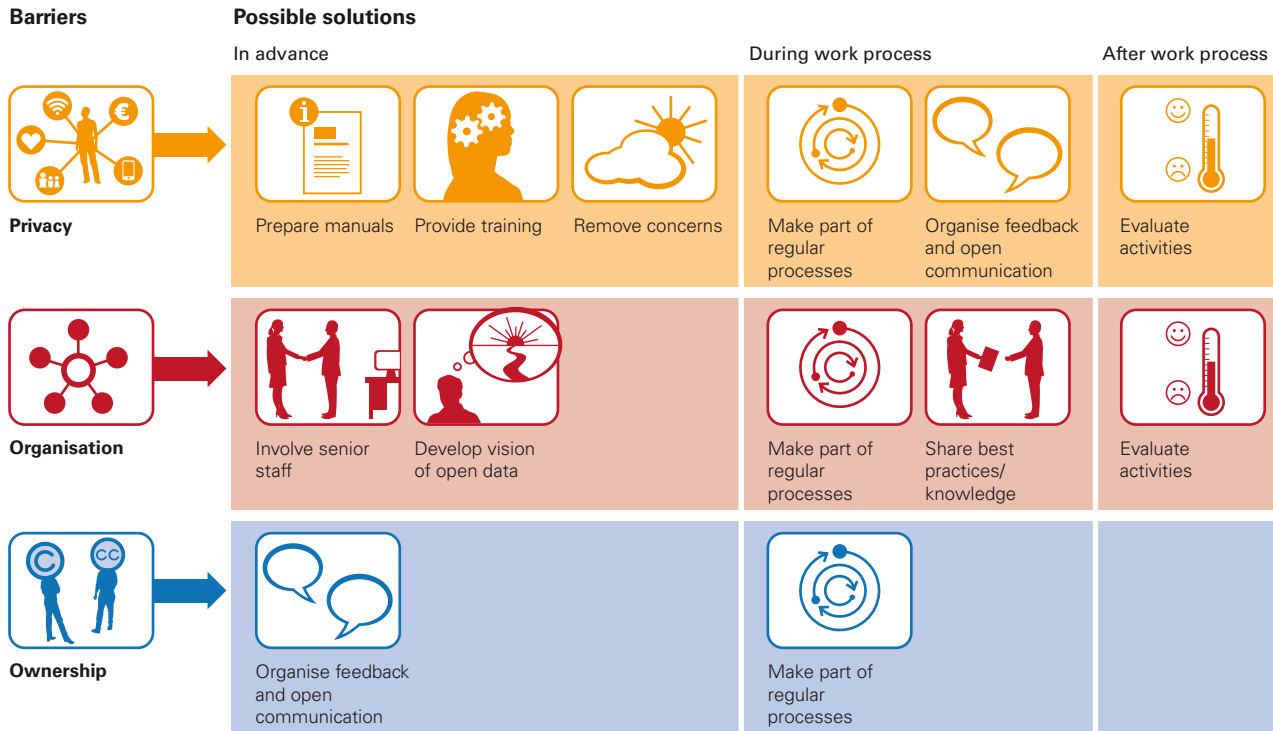 Barriers
Possible solutions
In advance
During work process
After work process
€
i
Privacy
Prepare manuals
Provide training
Remove concerns
Make part of
regular
processes
Organise feedback
and open
communication
Evaluate
activities
Organisation
Involve senior
staff
Develop vision
of open data
Make part of
regular
processes
Share best
practices/
knowledge
Evaluate
activities
C
CC
Ownership
Organise feedback
and open
communication
Make part of
regular
processes